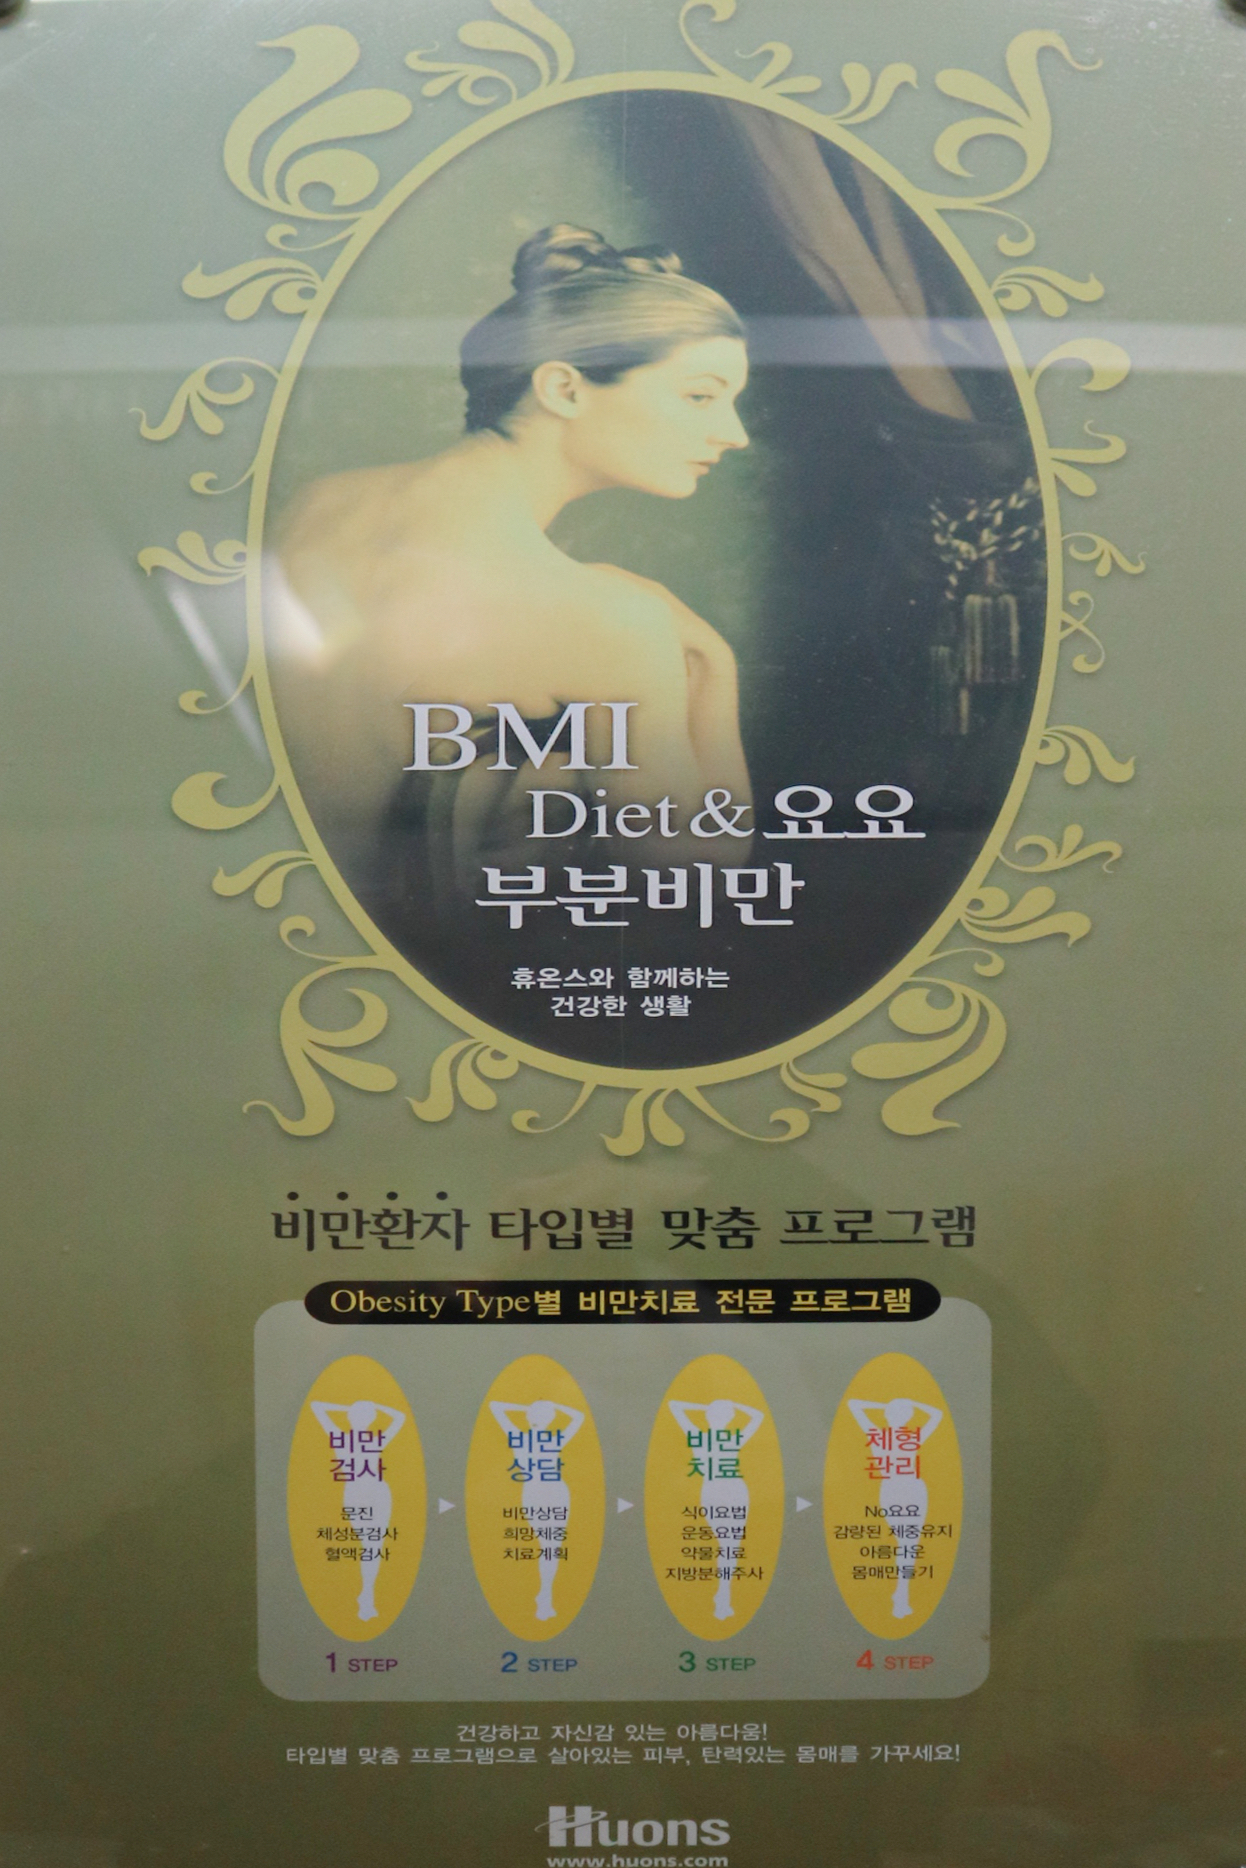 BMI
Diet&요요
부분비만
휴온스와 함께하는
건강한 생활
비만환자 타입별 맞춤 프로그램
Obesity Type별 비만치료 전문 프로그램
비만
검사
문진
체성분검사
혈액검사
1 STEP
비만
상담
비만상담
희망체중
치료계획
2 STEP
비만
치료
식이요법
운동요법
약물치료
지방분해주사
3 STEP
체형
관리
No요요
감량된 체중유지
아름다운
몸매만들기
4 STEP
건강하고 자신감 있는 아름다움!
타입별 맞춤 프로그램으로 살아있는 피부, 탄력있는 몸매를 가꾸세요!
Huons
www.huons.com